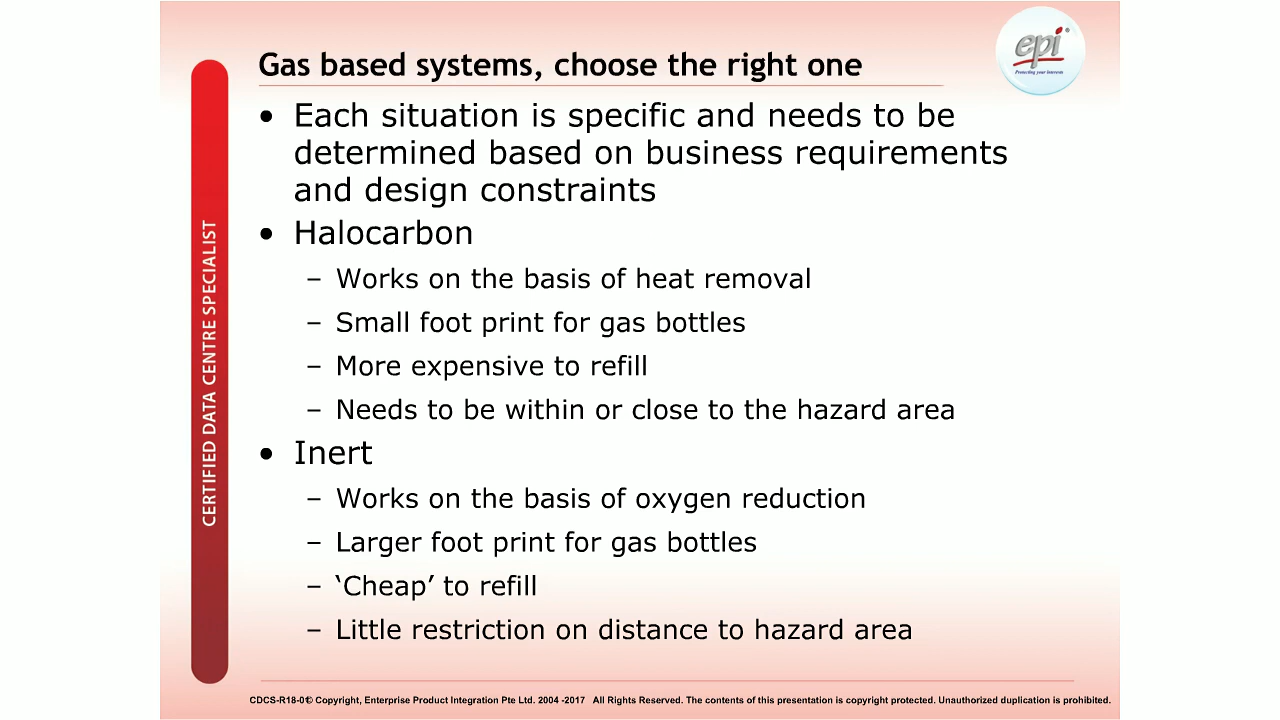 Gas based systems, choose the right one
epi®
Protecting your interests
• Each situation is specific and needs to be
determined based on business requirements
and design constraints
• Halocarbon
– Works on the basis of heat removal
– Small foot print for gas bottles
– More expensive to refill
– Needs to be within or close to the hazard area
• Inert
– Works on the basis of oxygen reduction
– Larger foot print for gas bottles
– ‘Cheap’ to refill
– Little restriction on distance to hazard area
CERTIFIED DATA CENTRE SPECIALIST
CDCS-R18-01© Copyright, Enterprise Product Integration Pte Ltd. 2004 -2017 All Rights Reserved. The contents of this presentation is copyright protected. Unauthorized duplication is prohibited.